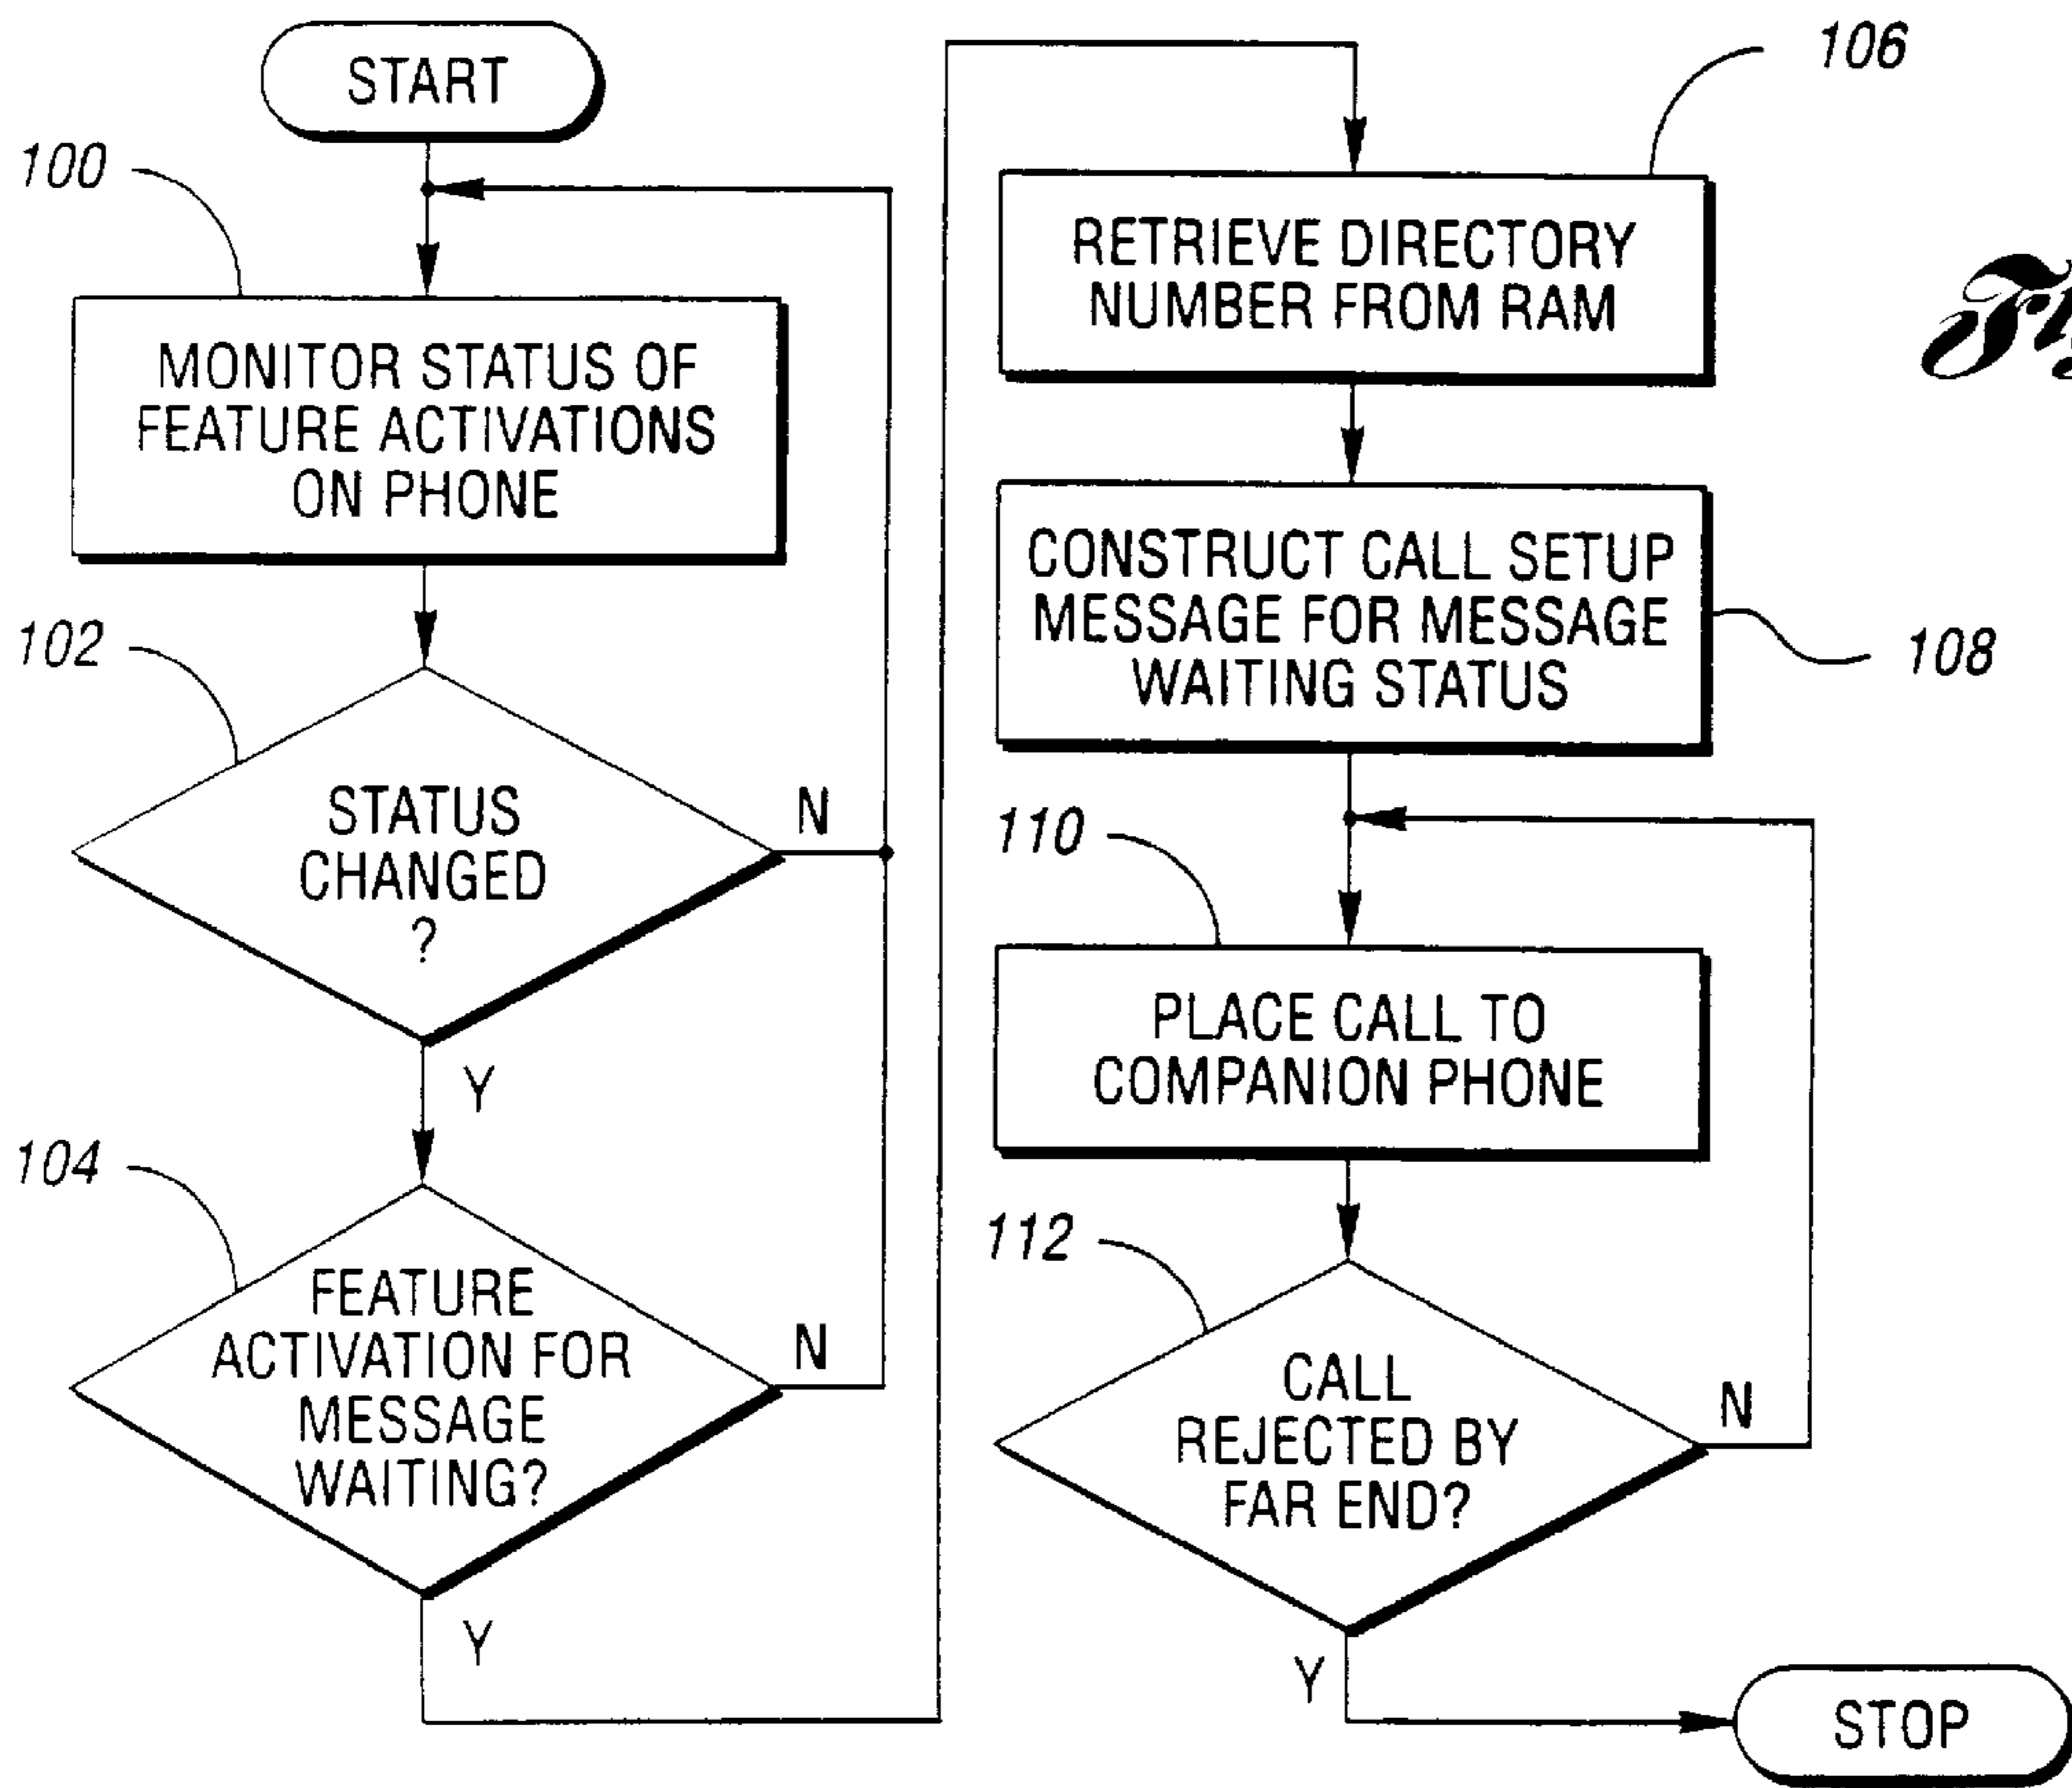 START
100
MONITOR STATUS OF
FEATURE ACTIVATIONS
ON PHONE
102
STATUS
CHANGED
?
N
Y
104
FEATURE
ACTIVATION FOR
MESSAGE
WAITING?
N
Y
106
RETRIEVE DIRECTORY
NUMBER FROM RAM
CONSTRUCT CALL SETUP
MESSAGE FOR MESSAGE
WAITING STATUS
108
110
PLACE CALL TO
COMPANION PHONE
112
CALL
REJECTED BY
FAR END?
N
Y
STOP